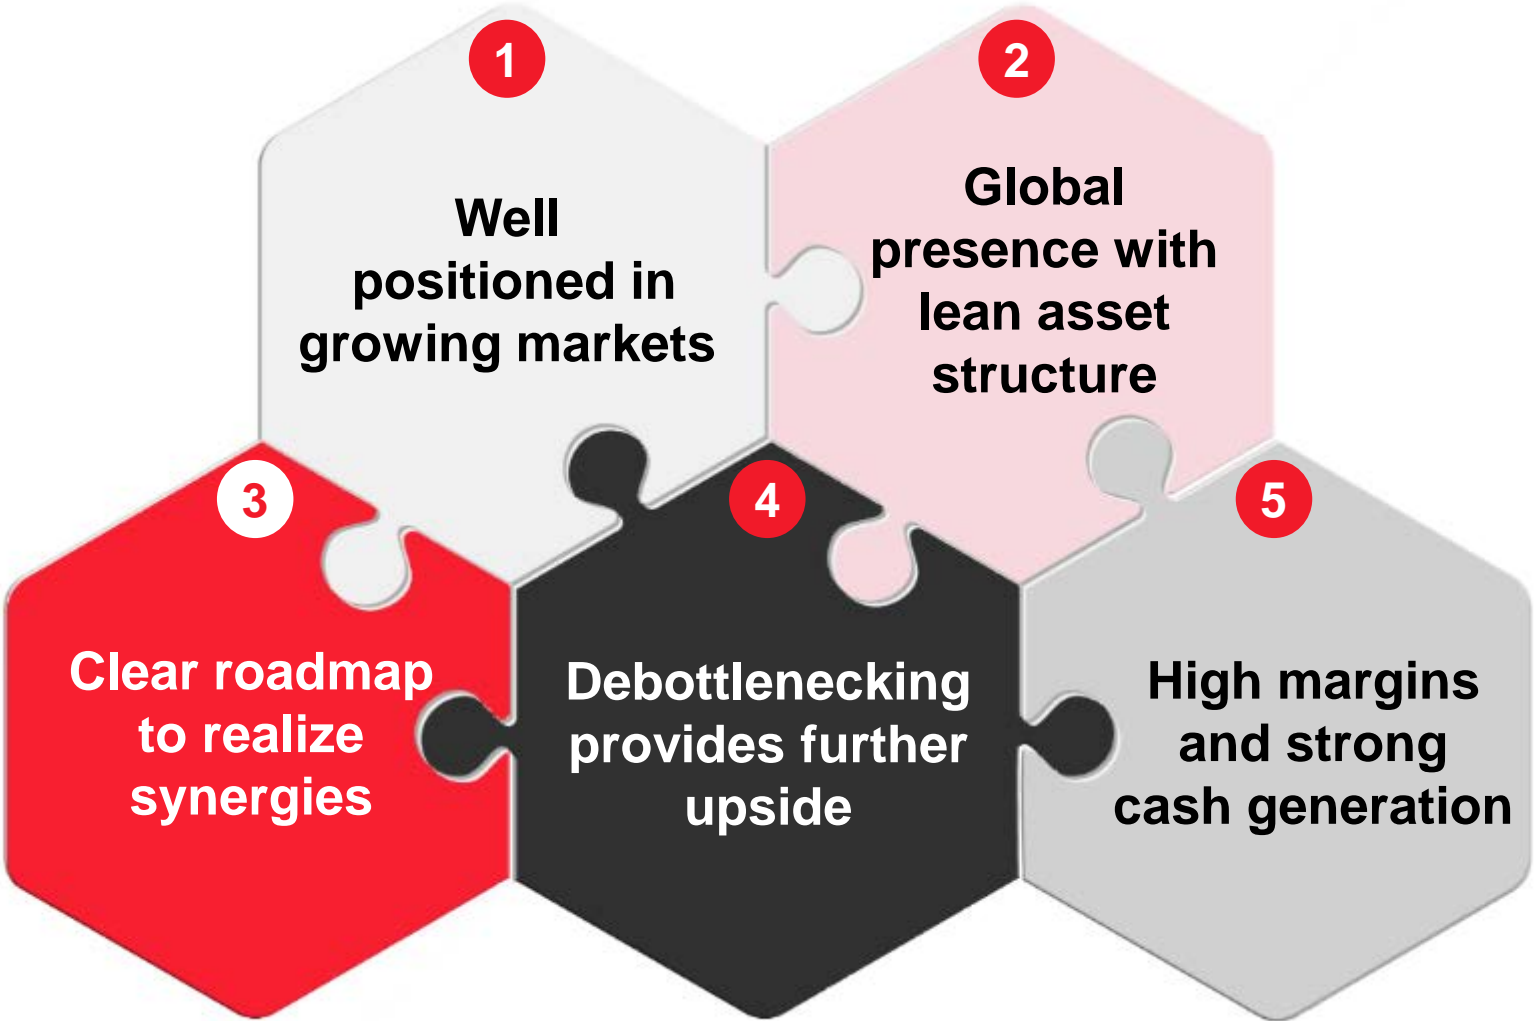 1
Well
positioned in
growing markets
2
Global
presence with
lean asset
structure
3
Clear roadmap
to realize
synergies
4
Debottlenecking
provides further
upside
5
High margins
and strong
cash generation